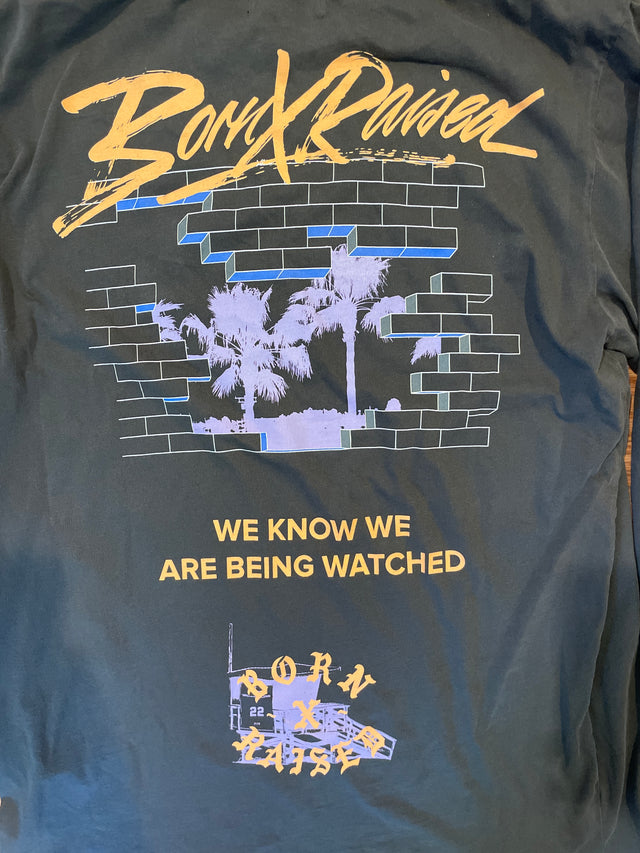 BornXRaised
WE KNOW WE
ARE BEING WATCHED
BORN
22
X
RAISED